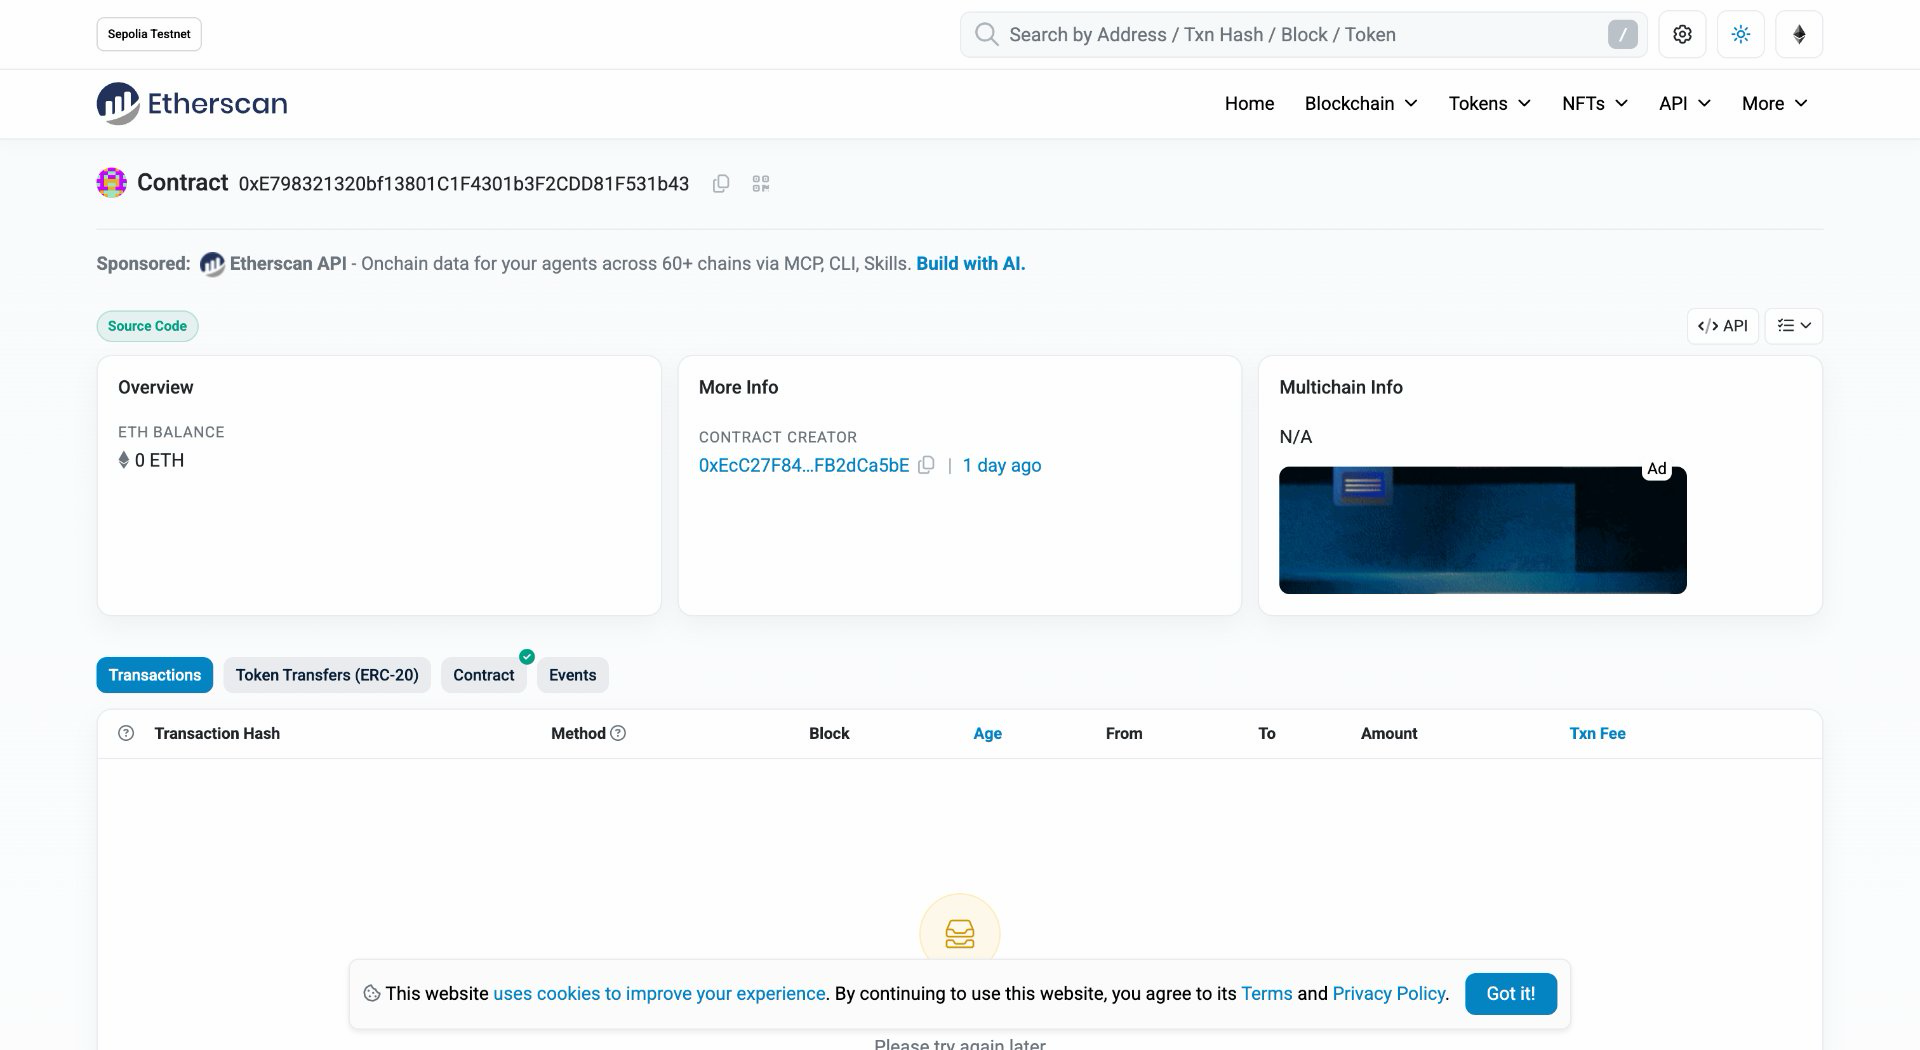 Sepolia Testnet
Search by Address / Txn Hash / Block / Token
/
Etherscan
Home
Blockchain
Tokens
NFTs
API
More
Contract 0xE798321320bf13801C1F4301b3F2CDD81F531b43
Sponsored: Etherscan API - Onchain data for your agents across 60+ chains via MCP, CLI, Skills. Build with AI.
Source Code
</> API
Overview
ETH BALANCE
0 ETH
More Info
CONTRACT CREATOR
0xEcC27F84...FB2dCa5bE | 1 day ago
Multichain Info
N/A
Ad
Transactions
Token Transfers (ERC-20)
Contract
Events
Transaction Hash
Method
Block
Age
From
To
Amount
Txn Fee
This website uses cookies to improve your experience. By continuing to use this website, you agree to its Terms and Privacy Policy.
Got it!
Please try again later